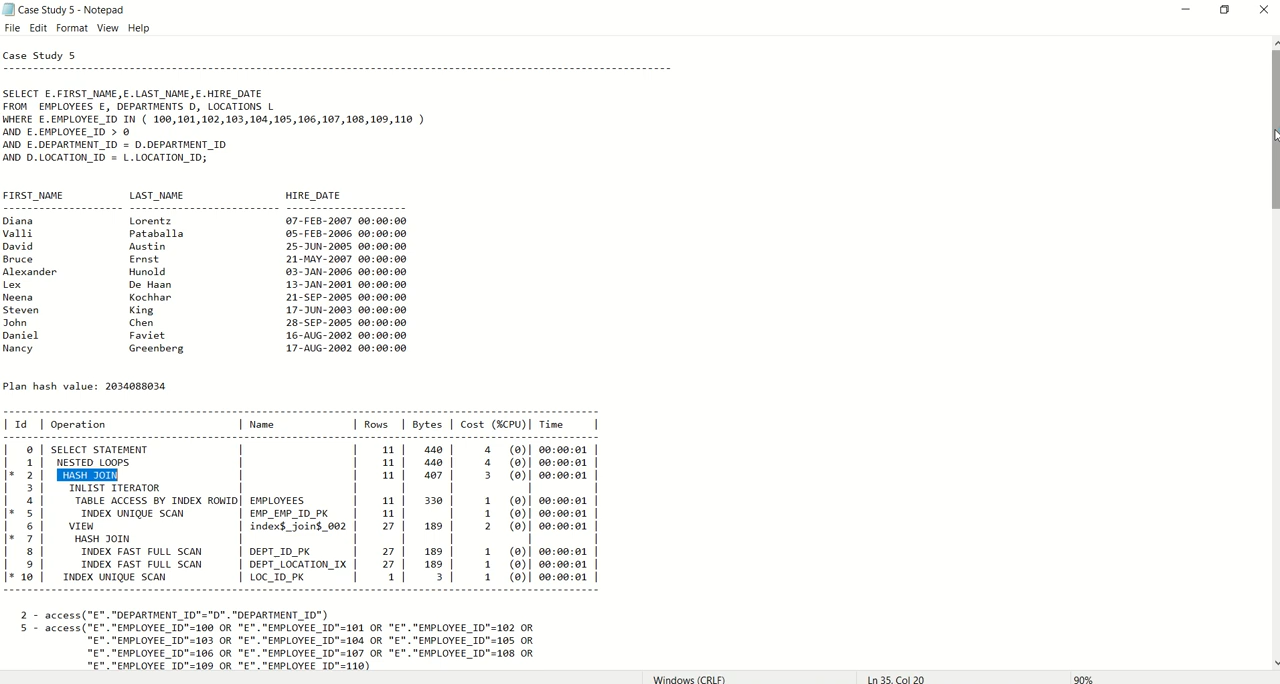 Case Study 5 - Notepad
File Edit Format View Help
Case Study 5
----------------------------------------------------------------------------------------------------------------
SELECT E.FIRST_NAME,E.LAST_NAME,E.HIRE_DATE
FROM  EMPLOYEES E, DEPARTMENTS D, LOCATIONS L
WHERE E.EMPLOYEE_ID IN ( 100,101,102,103,104,105,106,107,108,109,110 )
AND E.EMPLOYEE_ID > 0
AND E.DEPARTMENT_ID = D.DEPARTMENT_ID
AND D.LOCATION_ID = L.LOCATION_ID;
FIRST_NAME           LAST_NAME                 HIRE_DATE
-------------------- ------------------------- --------------------
Diana                Lorentz                   07-FEB-2007 00:00:00
Valli                Pataballa                 05-FEB-2006 00:00:00
David                Austin                    25-JUN-2005 00:00:00
Bruce                Ernst                     21-MAY-2007 00:00:00
Alexander            Hunold                    03-JAN-2006 00:00:00
Lex                  De Haan                   13-JAN-2001 00:00:00
Neena                Kochhar                   21-SEP-2005 00:00:00
Steven               King                      17-JUN-2003 00:00:00
John                 Chen                      28-SEP-2005 00:00:00
Daniel               Faviet                    16-AUG-2002 00:00:00
Nancy                Greenberg                 17-AUG-2002 00:00:00
Plan hash value: 2034088034
---------------------------------------------------------------------------------------------------
| Id  | Operation                      | Name              | Rows  | Bytes | Cost (%CPU)| Time     |
---------------------------------------------------------------------------------------------------
|   0 | SELECT STATEMENT               |                   |    11 |   440 |     4   (0)| 00:00:01 |
|   1 |  NESTED LOOPS                  |                   |    11 |   440 |     4   (0)| 00:00:01 |
|*  2 |   HASH JOIN                    |                   |    11 |   407 |     3   (0)| 00:00:01 |
|   3 |    INLIST ITERATOR             |                   |       |       |            |          |
|   4 |     TABLE ACCESS BY INDEX ROWID| EMPLOYEES         |    11 |   330 |     1   (0)| 00:00:01 |
|*  5 |      INDEX UNIQUE SCAN         | EMP_EMP_ID_PK     |    11 |       |     1   (0)| 00:00:01 |
|   6 |    VIEW                        | index$_join$_002  |    27 |   189 |     2   (0)| 00:00:01 |
|*  7 |     HASH JOIN                  |                   |       |       |            |          |
|   8 |      INDEX FAST FULL SCAN      | DEPT_ID_PK        |    27 |   189 |     1   (0)| 00:00:01 |
|   9 |      INDEX FAST FULL SCAN      | DEPT_LOCATION_IX  |    27 |   189 |     1   (0)| 00:00:01 |
|* 10 |   INDEX UNIQUE SCAN            | LOC_ID_PK         |     1 |     3 |     1   (0)| 00:00:01 |
---------------------------------------------------------------------------------------------------
2 - access("E"."DEPARTMENT_ID"="D"."DEPARTMENT_ID")
5 - access("E"."EMPLOYEE_ID"=100 OR "E"."EMPLOYEE_ID"=101 OR "E"."EMPLOYEE_ID"=102 OR
"E"."EMPLOYEE_ID"=103 OR "E"."EMPLOYEE_ID"=104 OR "E"."EMPLOYEE_ID"=105 OR
"E"."EMPLOYEE_ID"=106 OR "E"."EMPLOYEE_ID"=107 OR "E"."EMPLOYEE_ID"=108 OR
"E"."EMPLOYEE_ID"=109 OR "E"."EMPLOYEE_ID"=110)
Windows (CRLF) Ln 35, Col 20 90%